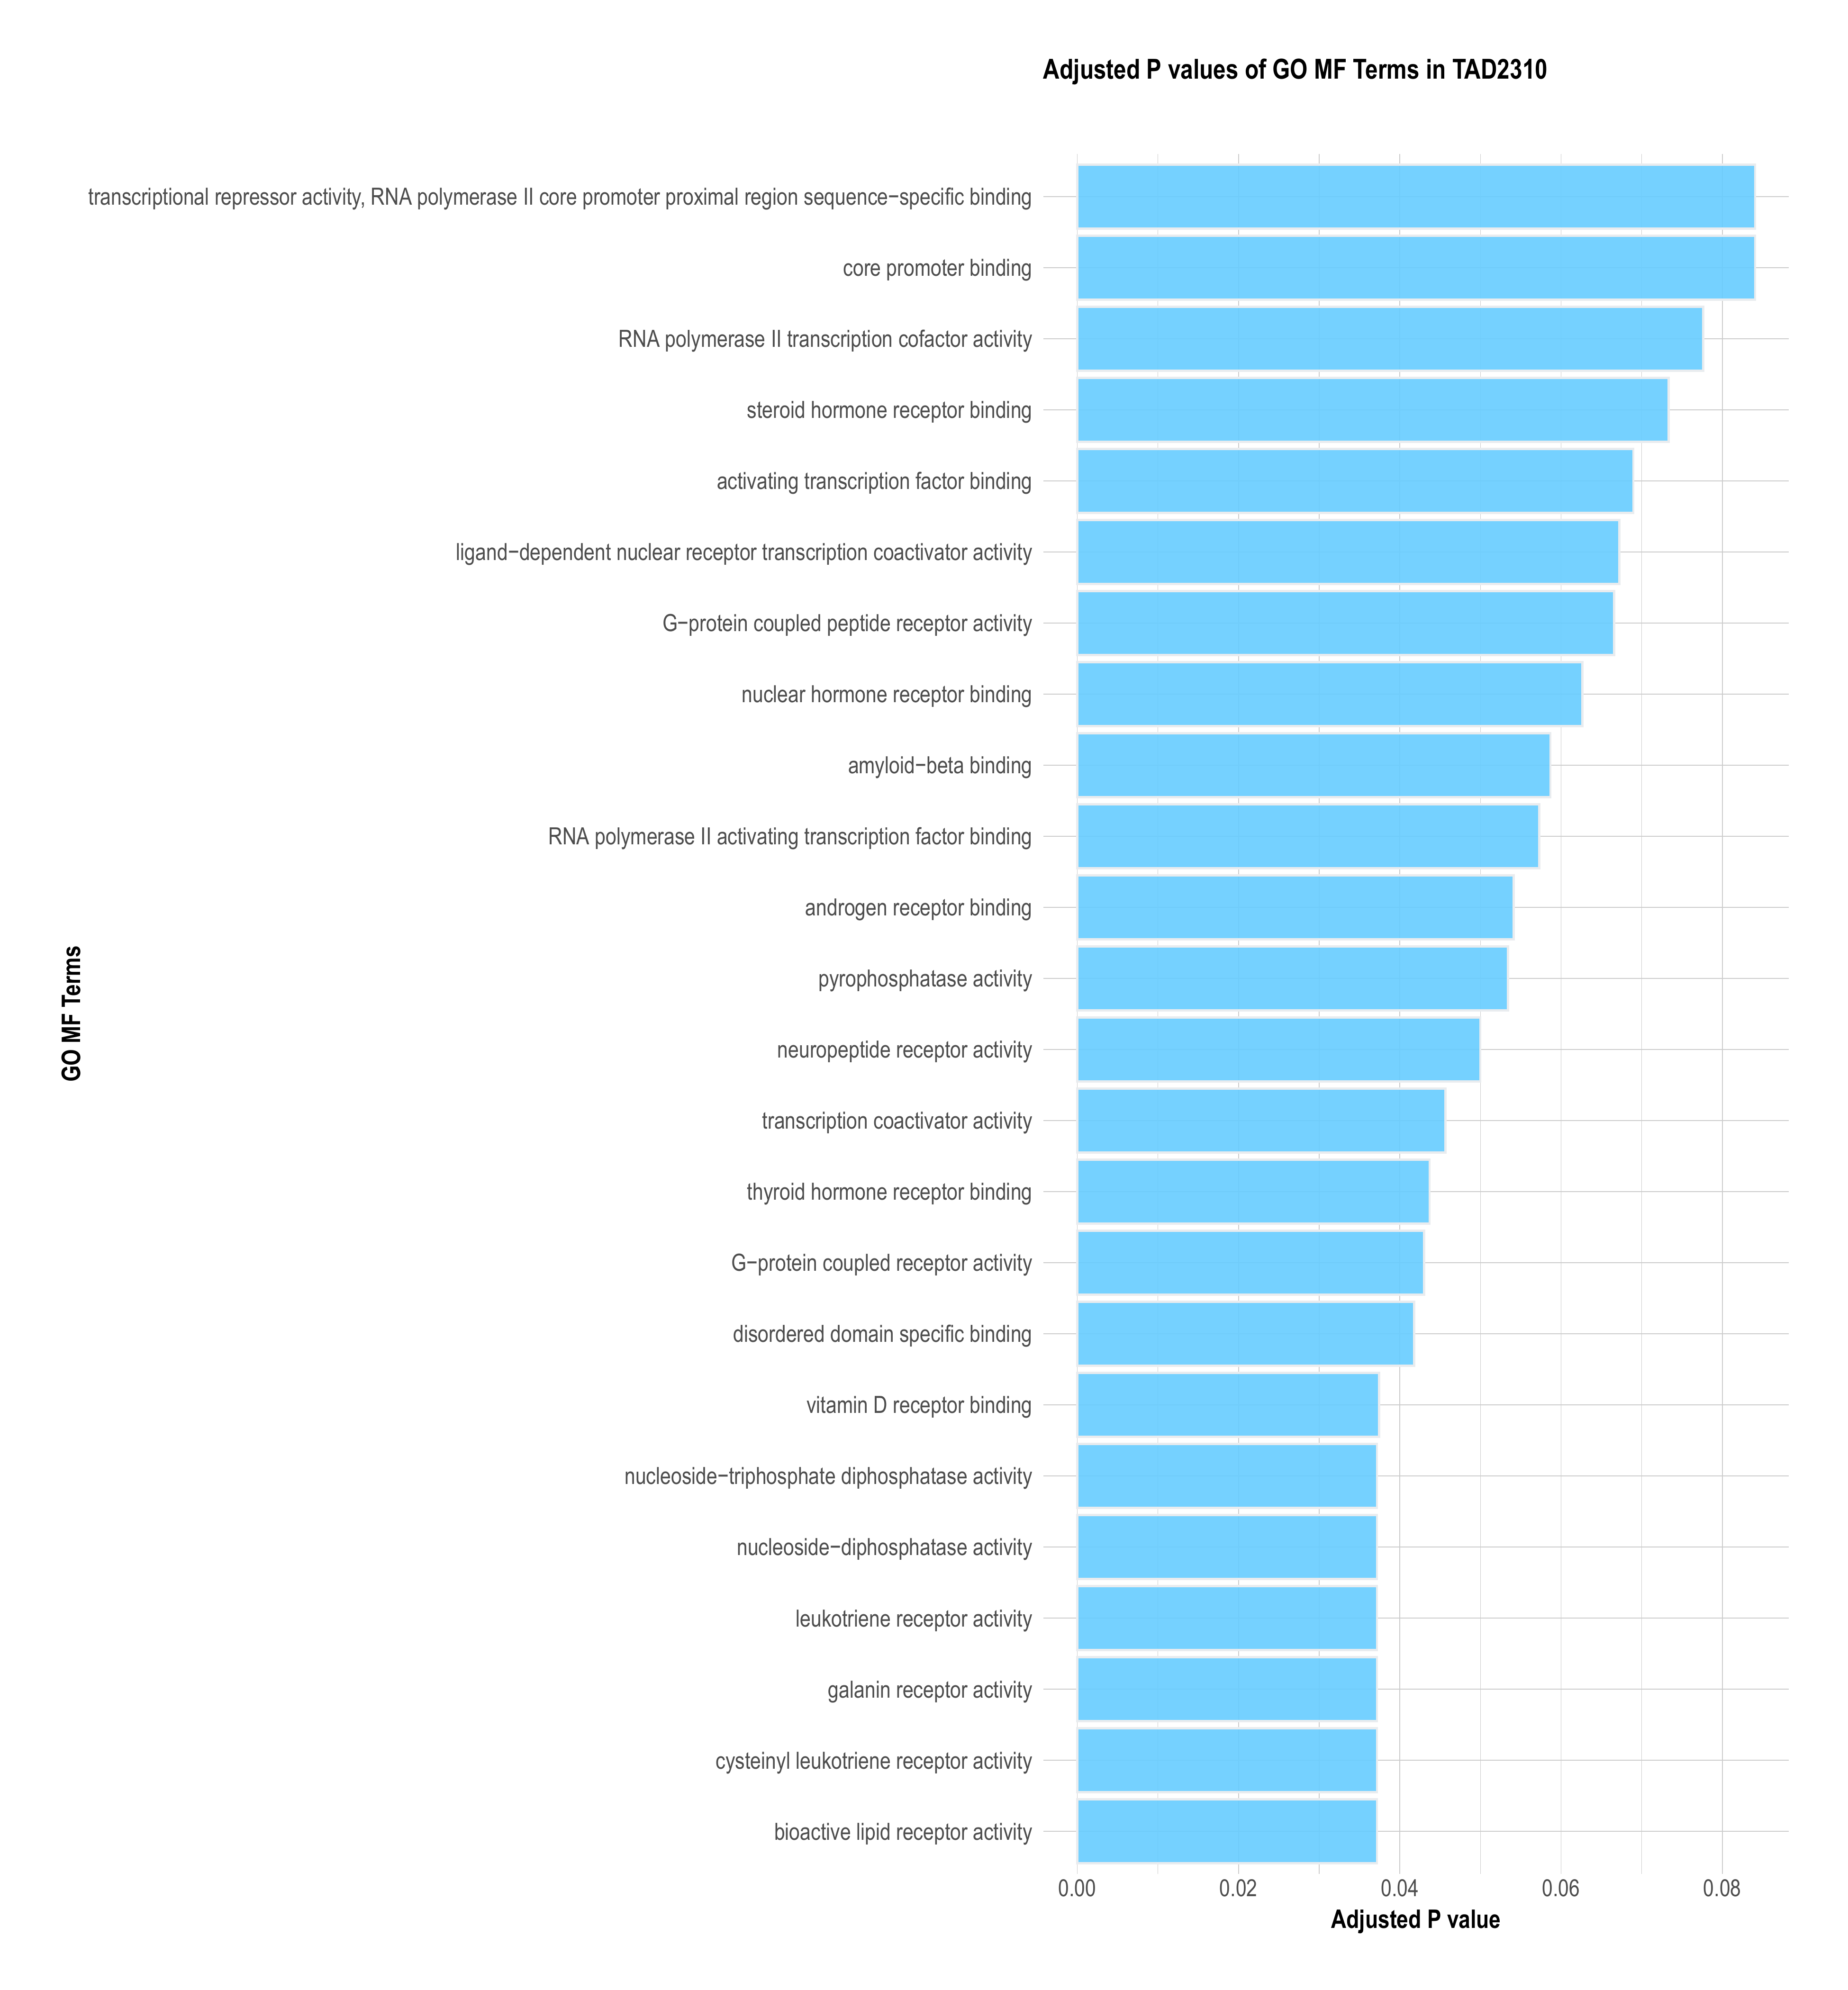 Adjusted P values of GO MF Terms in TAD2310
transcriptional repressor activity, RNA polymerase II core promoter proximal region sequence−specific binding
core promoter binding
RNA polymerase II transcription cofactor activity
steroid hormone receptor binding
activating transcription factor binding
ligand−dependent nuclear receptor transcription coactivator activity
G−protein coupled peptide receptor activity
nuclear hormone receptor binding
amyloid−beta binding
RNA polymerase II activating transcription factor binding
androgen receptor binding
pyrophosphatase activity
neuropeptide receptor activity
transcription coactivator activity
thyroid hormone receptor binding
G−protein coupled receptor activity
disordered domain specific binding
vitamin D receptor binding
nucleoside−triphosphate diphosphatase activity
nucleoside−diphosphatase activity
leukotriene receptor activity
galanin receptor activity
cysteinyl leukotriene receptor activity
bioactive lipid receptor activity
GO MF Terms
0.00 0.02 0.04 0.06 0.08
Adjusted P value